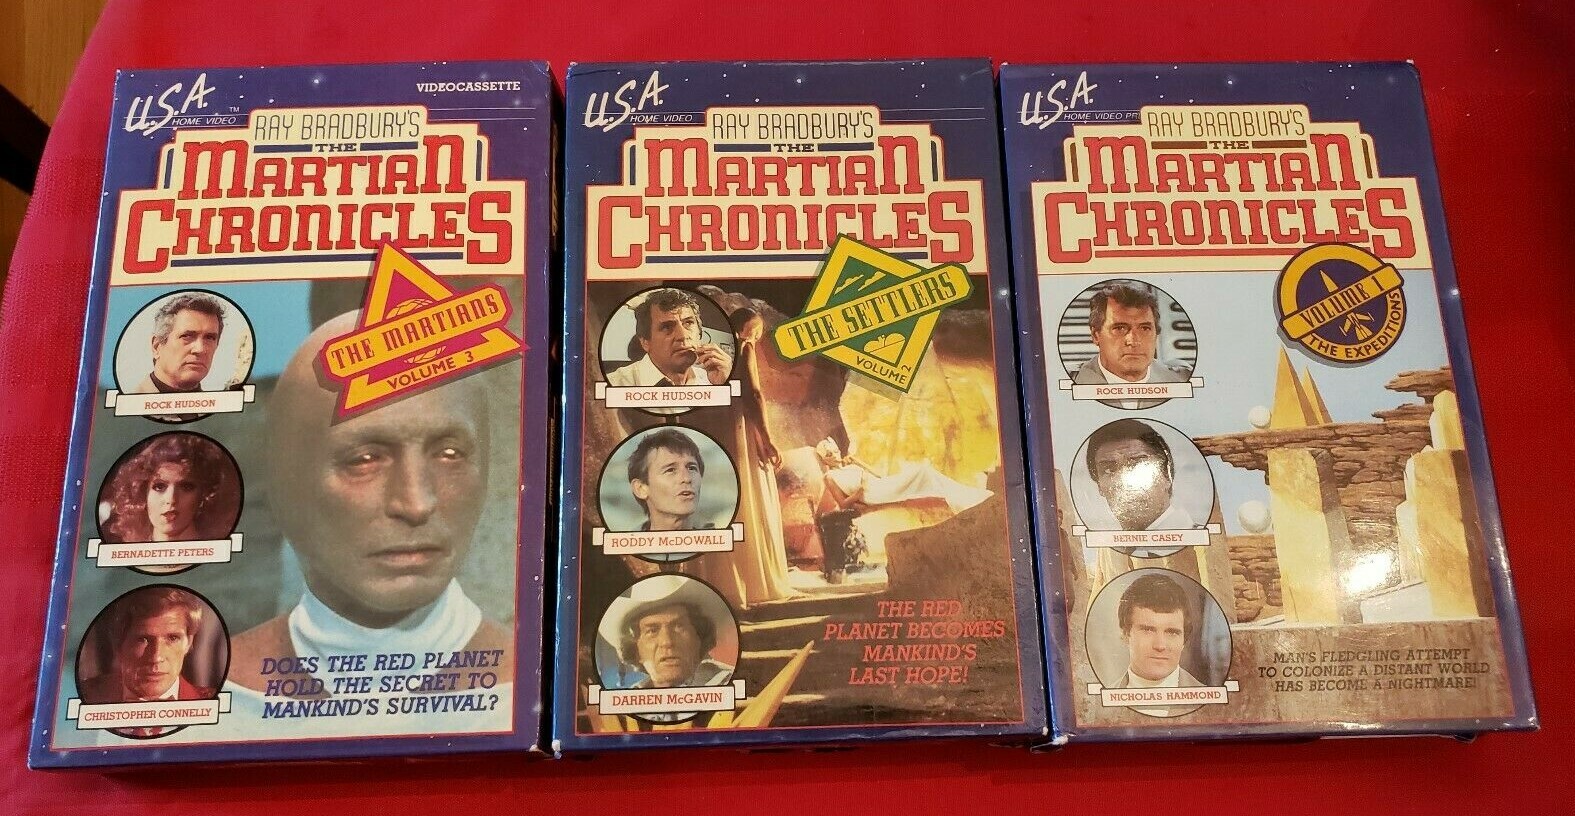 U.S.A.
HOME VIDEO
™
VIDEOCASSETTE
RAY BRADBURY'S
THE
MARTIAN
CHRONICLES
THE MARTIANS
VOLUME 3
ROCK HUDSON
BERNADETTE PETERS
CHRISTOPHER CONNELLY
DOES THE RED PLANET
HOLD THE SECRET TO
MANKIND'S SURVIVAL?
U.S.A.
HOME VIDEO
RAY BRADBURY'S
THE
MARTIAN
CHRONICLES
THE SETTLERS
VOLUME 2
ROCK HUDSON
RODDY McDOWALL
DARREN McGAVIN
THE RED
PLANET BECOMES
MANKIND'S
LAST HOPE!
U.S.A.
HOME VIDEO
RAY BRADBURY'S
THE
MARTIAN
CHRONICLES
VOLUME 1
THE EXPEDITIONS
ROCK HUDSON
BERNIE CASEY
NICHOLAS HAMMOND
MAN'S FLEDGLING ATTEMPT
TO COLONIZE A DISTANT WORLD
HAS BECOME A NIGHTMARE!